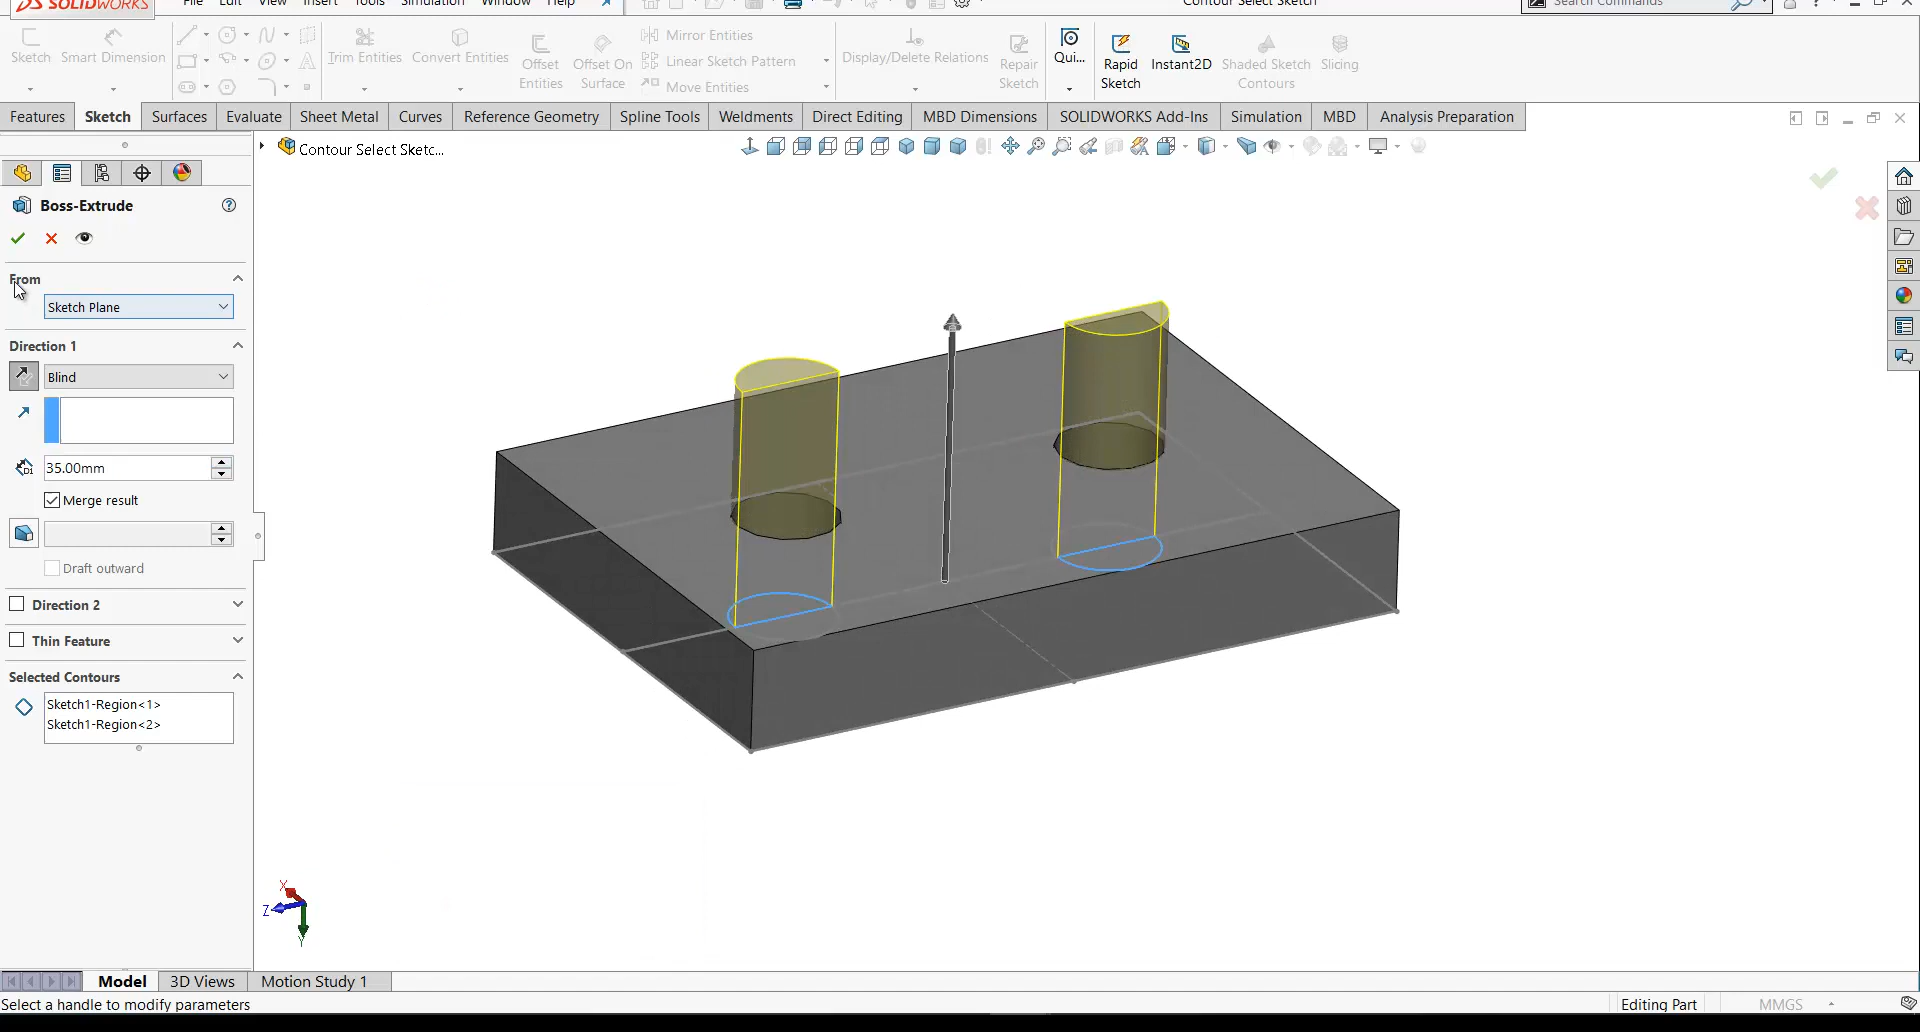 SOLIDWORKS File Edit View Insert Tools Simulation Window Help
Contour Select Sketch
Search Commands
Sketch
Smart Dimension
Trim Entities
Convert Entities
Offset Entities
Offset On Surface
Mirror Entities
Linear Sketch Pattern
Move Entities
Display/Delete Relations
Repair Sketch
Qui...
Rapid Sketch
Instant2D
Shaded Sketch Contours
Slicing
Features Sketch Surfaces Evaluate Sheet Metal Curves Reference Geometry Spline Tools Weldments Direct Editing MBD Dimensions SOLIDWORKS Add-Ins Simulation MBD Analysis Preparation
Contour Select Sketc...
Boss-Extrude
From
Sketch Plane
Direction 1
Blind
35.00mm
Merge result
Draft outward
Direction 2
Thin Feature
Selected Contours
Sketch1-Region<1>
Sketch1-Region<2>
X
Z
Y
Model 3D Views Motion Study 1
Select a handle to modify parameters
Editing Part
MMGS